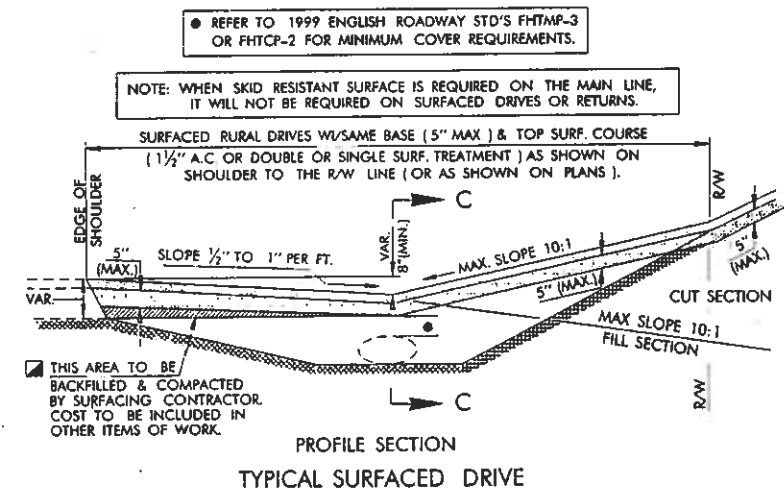 ● REFER TO 1999 ENGLISH ROADWAY STD'S FHTMP-3
OR FHTCP-2 FOR MINIMUM COVER REQUIREMENTS.
NOTE: WHEN SKID RESISTANT SURFACE IS REQUIRED ON THE MAIN LINE,
IT WILL NOT BE REQUIRED ON SURFACED DRIVES OR RETURNS.
SURFACED RURAL DRIVES W/SAME BASE (5" MAX) & TOP SURF. COURSE
(1½" A.C. OR DOUBLE OR SINGLE SURF. TREATMENT) AS SHOWN ON
SHOULDER TO THE R/W LINE (OR AS SHOWN ON PLANS).
EDGE OF
SHOULDER
R/W
C
VAR.
8"(MIN.)
5"
(MAX.)
SLOPE ½" TO 1" PER FT.
MAX. SLOPE 10:1
5" (MAX.)
5"
(MAX.)
VAR.
CUT SECTION
MAX SLOPE 10:1
FILL SECTION
●
THIS AREA TO BE
BACKFILLED & COMPACTED
BY SURFACING CONTRACTOR.
COST TO BE INCLUDED IN
OTHER ITEMS OF WORK.
C
R/W
PROFILE SECTION
TYPICAL SURFACED DRIVE